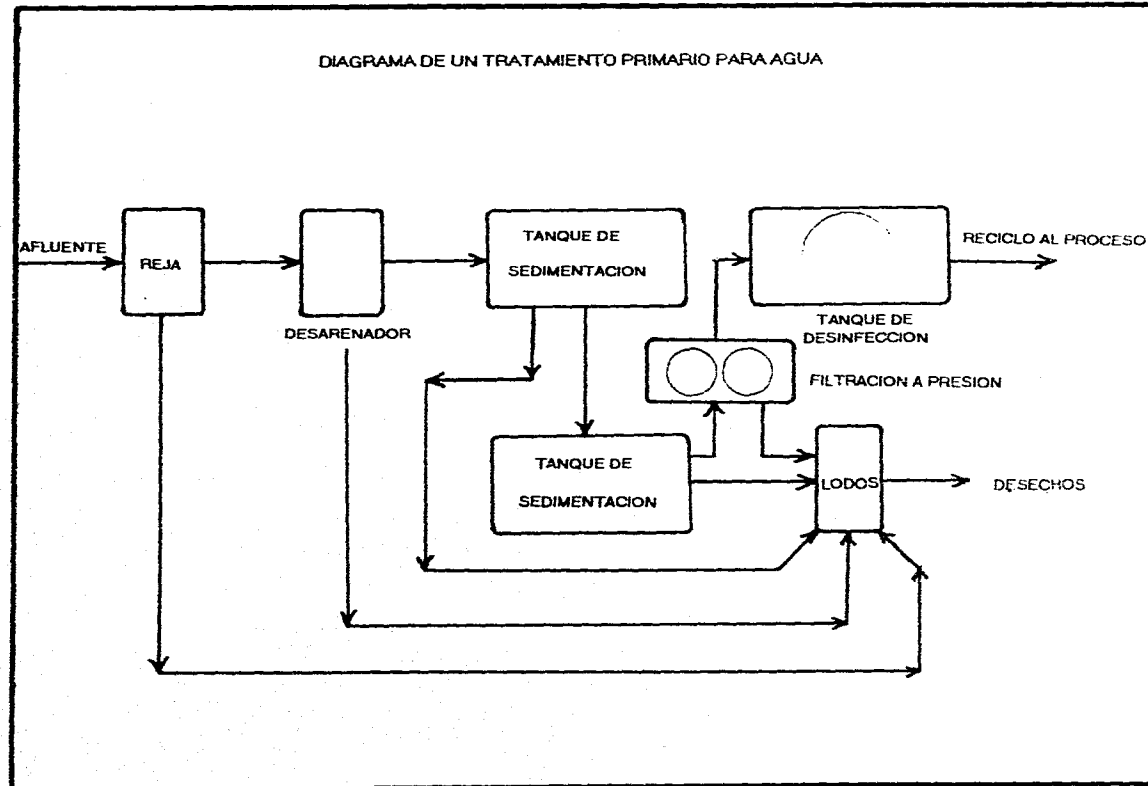 DIAGRAMA DE UN TRATAMIENTO PRIMARIO PARA AGUA
AFLUENTE
REJA
DESARENADOR
TANQUE DE
SEDIMENTACION
RECICLO AL PROCESO
TANQUE DE
DESINFECCION
FILTRACION A PRESION
TANQUE DE
SEDIMENTACION
LODOS
DESECHOS